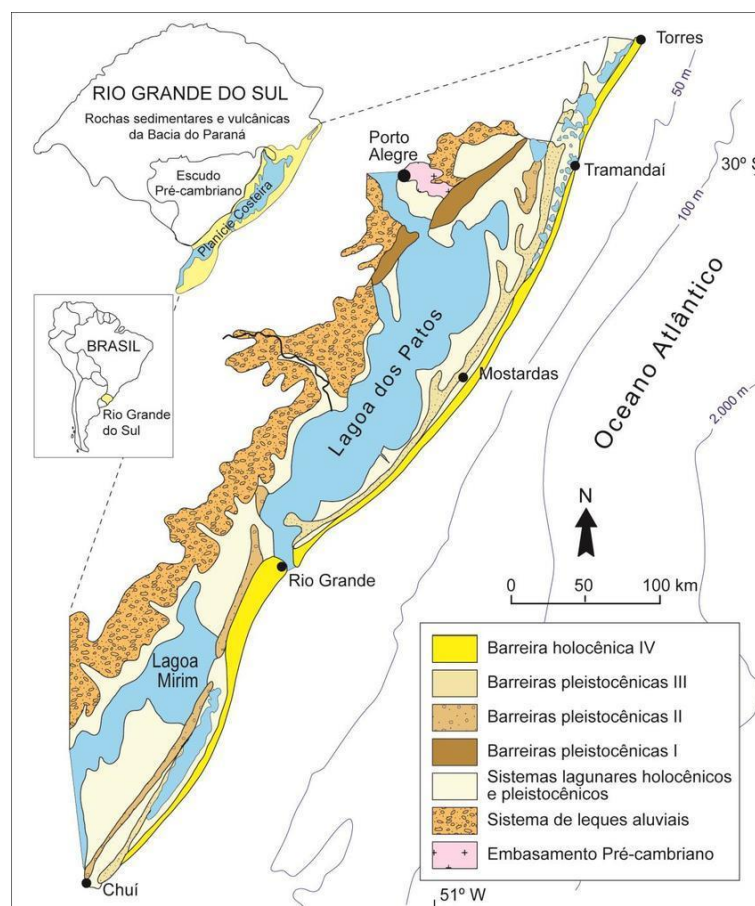 RIO GRANDE DO SUL
Rochas sedimentares e vulcânicas
da Bacia do Paraná
Escudo
Pré-cambriano
Planície Costeira
BRASIL
Rio Grande
do Sul
Torres
50 m
Porto
Alegre
30º S
Tramandaí
100 m
Oceano Atlântico
Lagoa dos Patos
Mostardas
2.000 m
N
Rio Grande
0 50 100 km
Lagoa
Mirim
Chuí
Barreira holocênica IV
Barreiras pleistocênicas III
Barreiras pleistocênicas II
Barreiras pleistocênicas I
Sistemas lagunares holocênicos
e pleistocênicos
Sistema de leques aluviais
Embasamento Pré-cambriano
51º W